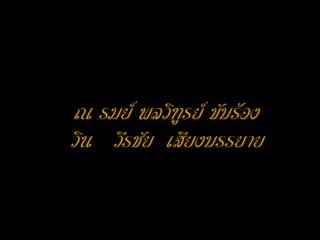 ณ รมย์ พลวิฑูรย์ ขับร้อง
วิน วีรชัย เสียงบรรยาย